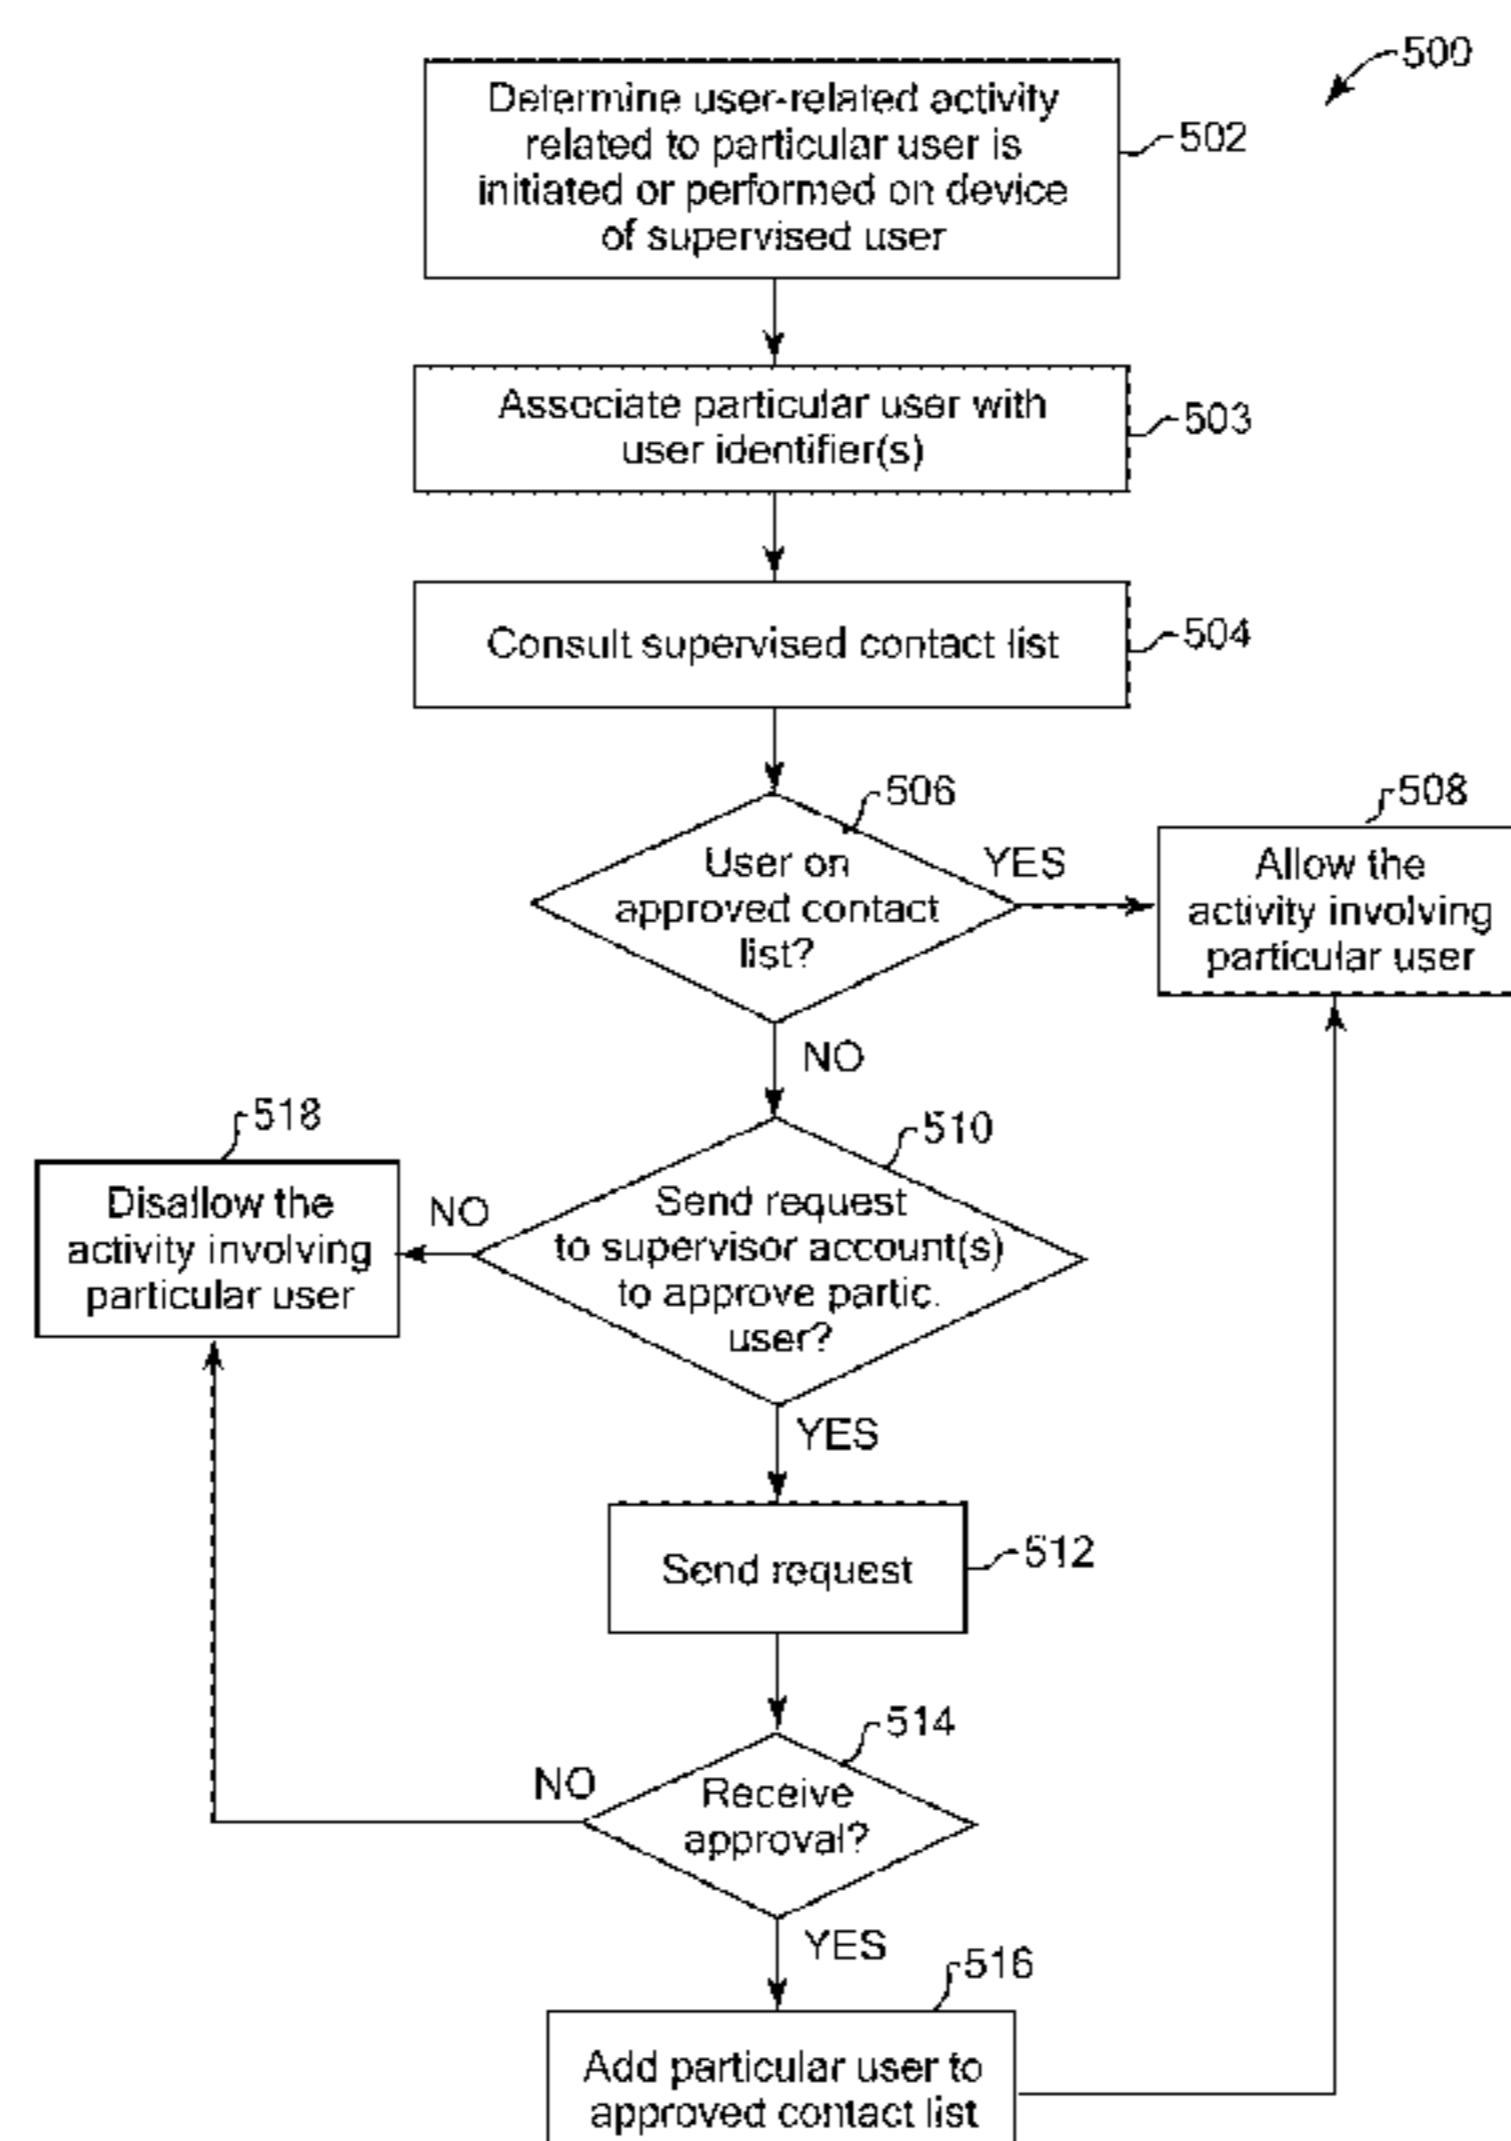 500
Determine user-related activity
related to particular user is
initiated or performed on device
of supervised user
502
Associate particular user with
user identifier(s)
503
Consult supervised contact list
504
506
User on
approved contact
list?
YES
508
Allow the
activity involving
particular user
NO
518
Disallow the
activity involving
particular user
NO
510
Send request
to supervisor account(s)
to approve partic.
user?
YES
Send request
512
514
NO
Receive
approval?
YES
516
Add particular user to
approved contact list